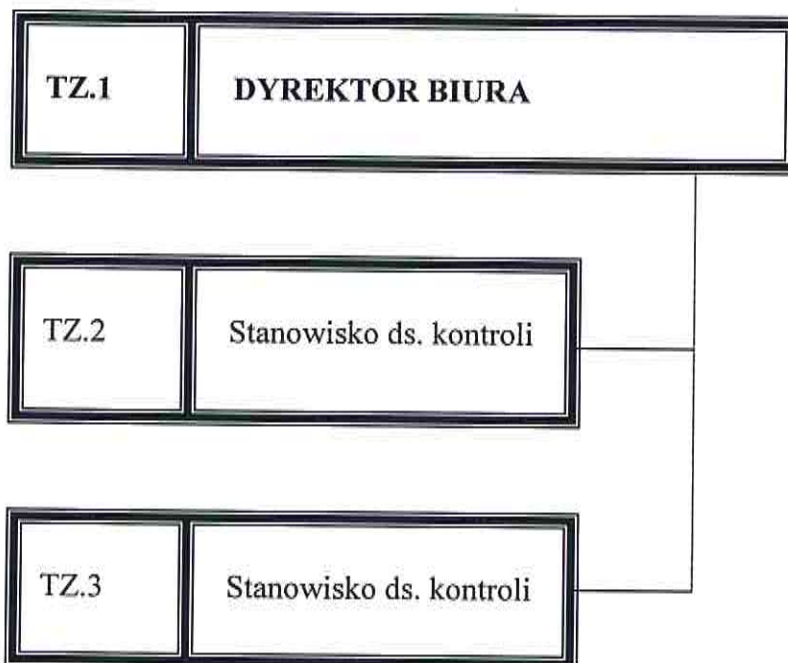 TZ.1 DYREKTOR BIURA
TZ.2 Stanowisko ds. kontroli
TZ.3 Stanowisko ds. kontroli